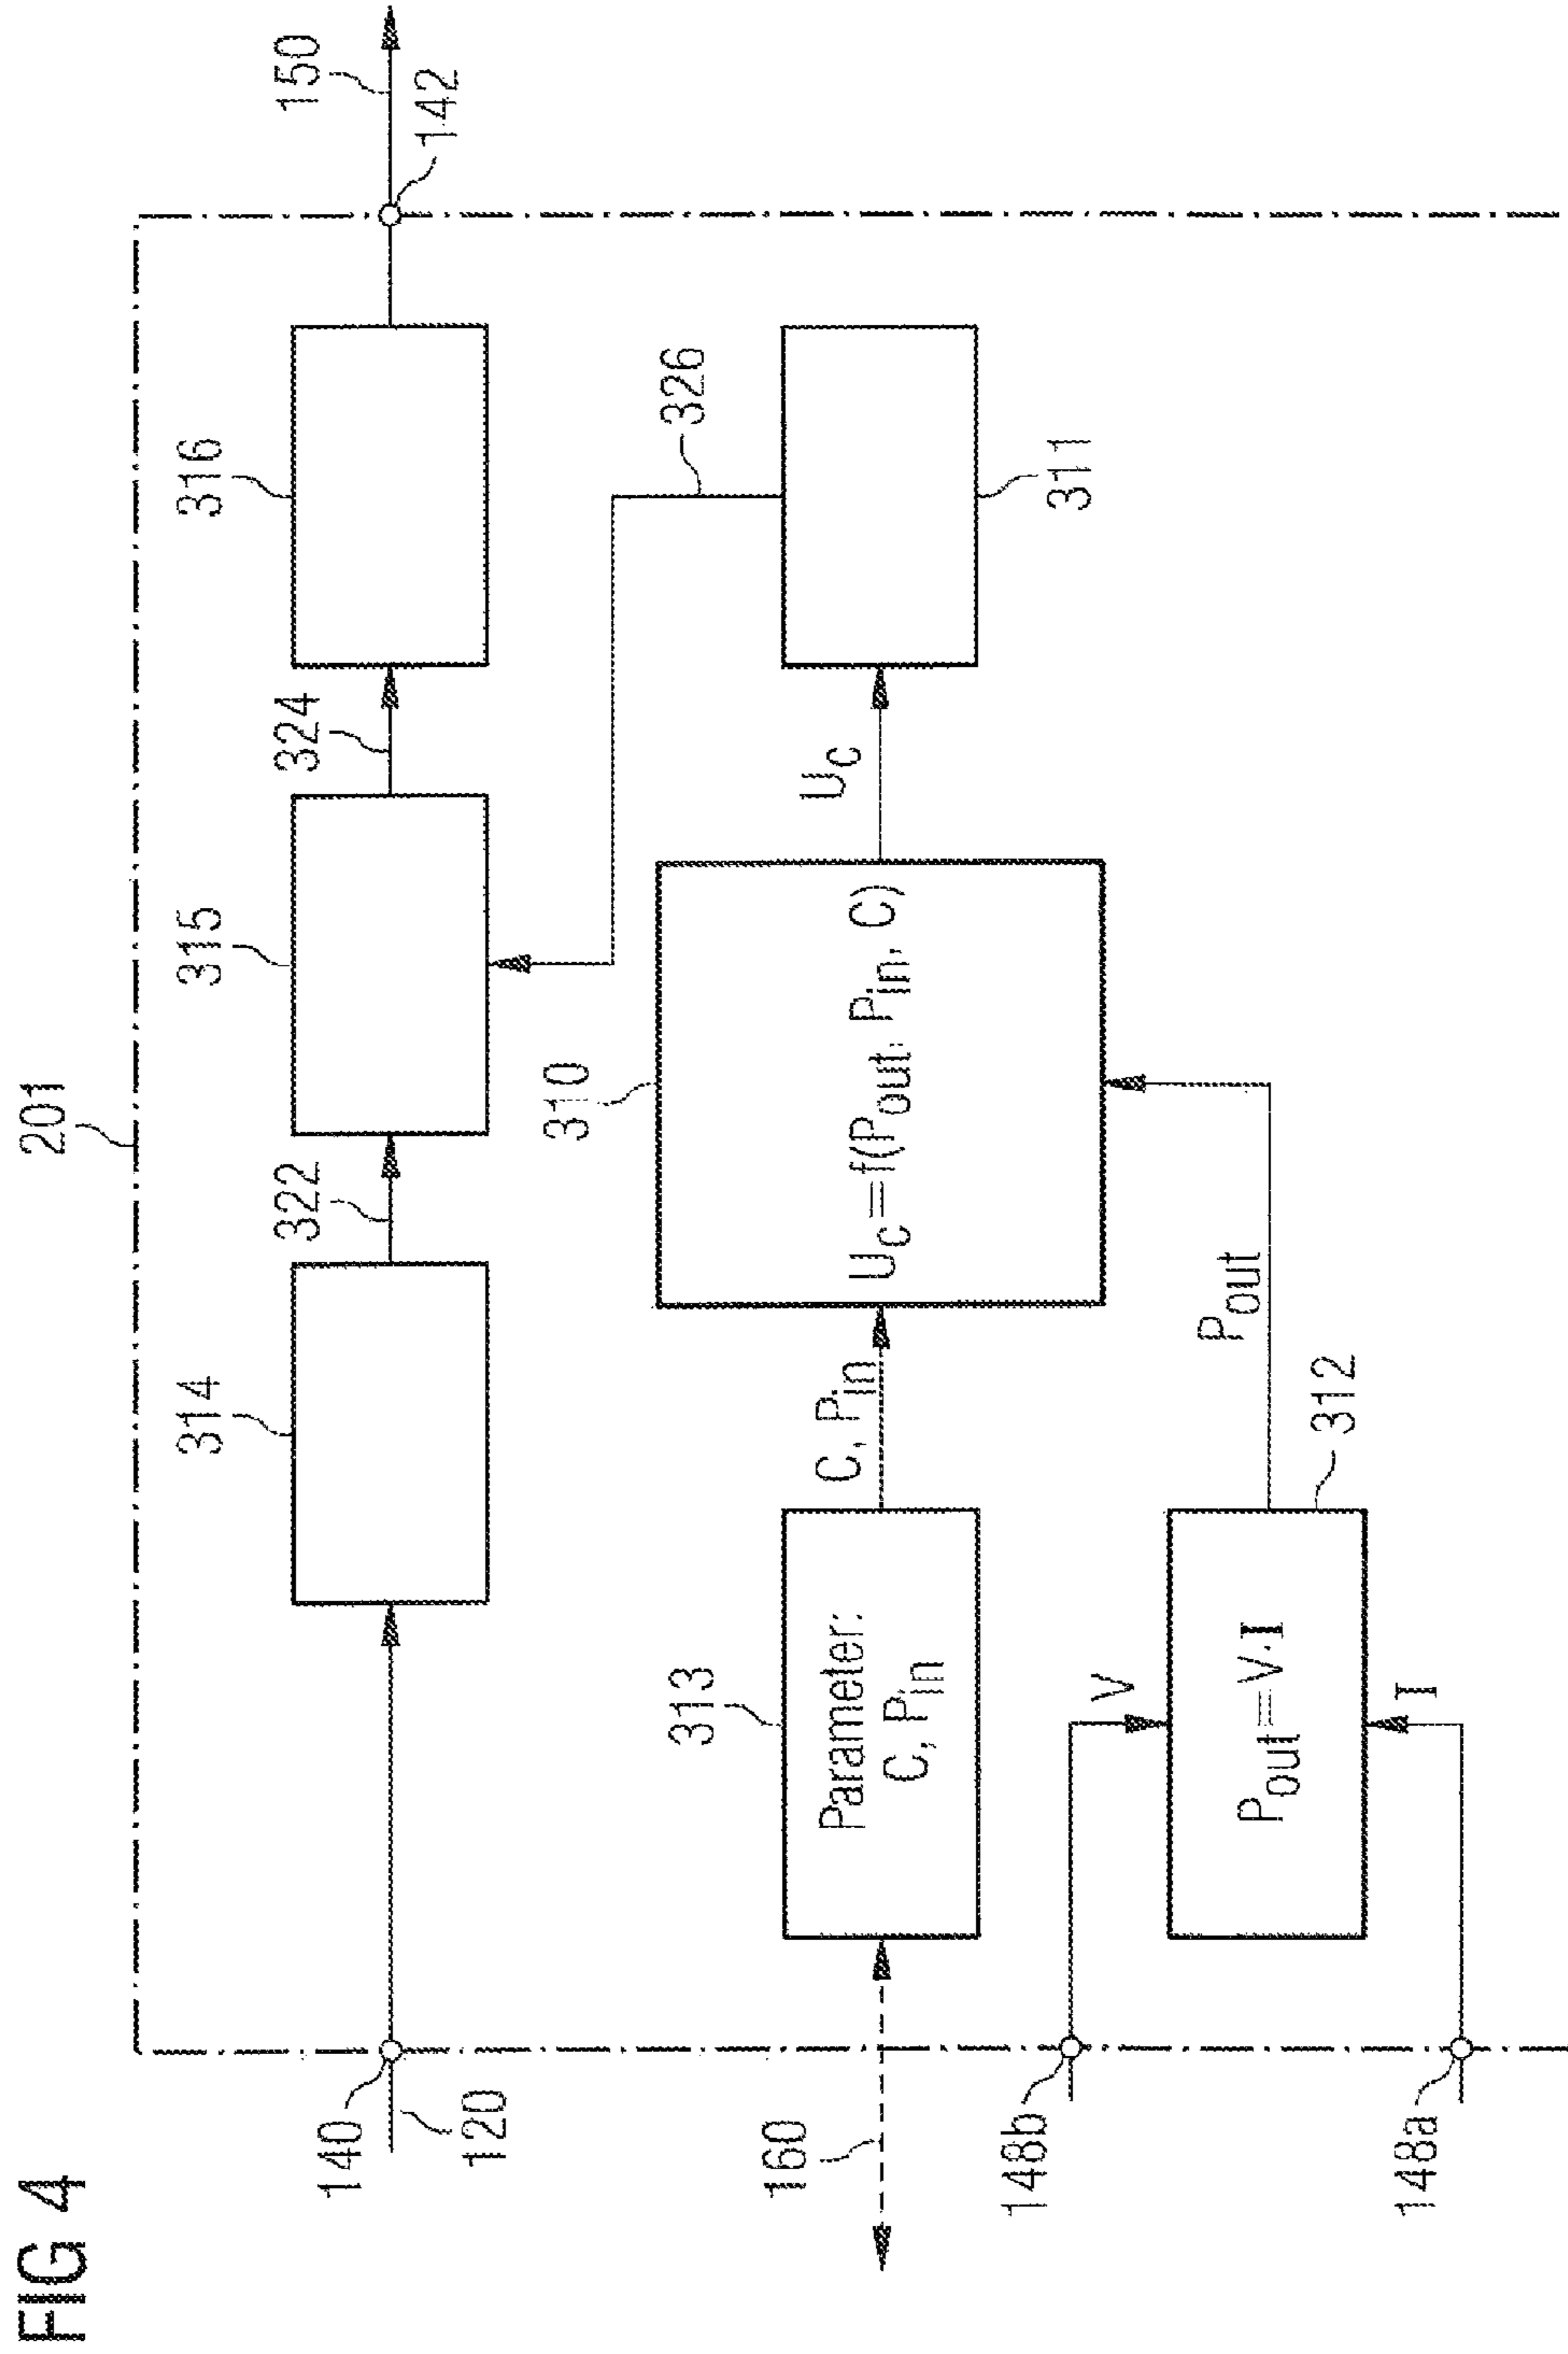 FIG 4
201
314
315
316
140
120
322
324
150
142
160
313
Parameter:
C, Pin
C, Pin
310
Uc=f(Pout, Pin, C)
Uc
326
311
148b
V
Pout=V·I
312
Pout
148a
I